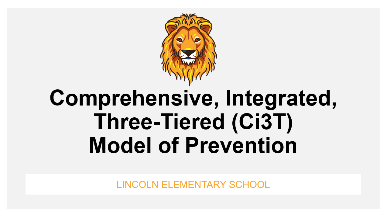 Comprehensive, Integrated,
Three-Tiered (Ci3T)
Model of Prevention
LINCOLN ELEMENTARY SCHOOL